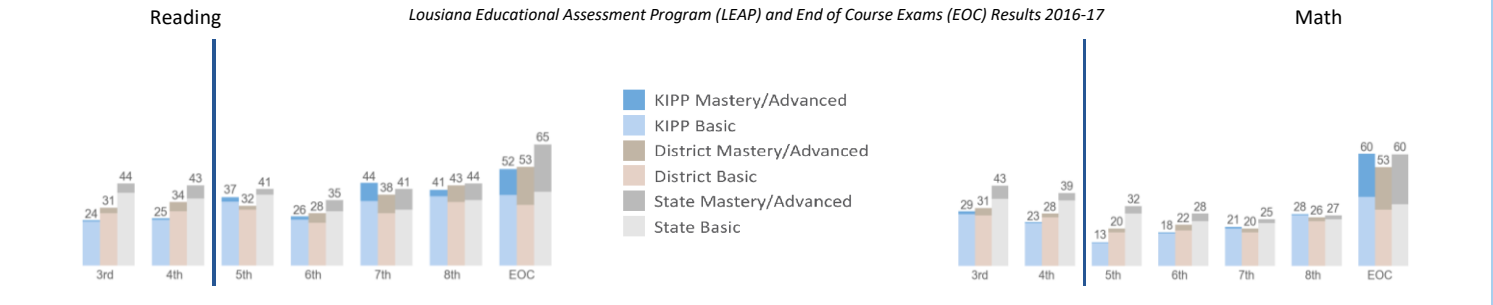 Reading
Lousiana Educational Assessment Program (LEAP) and End of Course Exams (EOC) Results 2016-17
Math
KIPP Mastery/Advanced
KIPP Basic
District Mastery/Advanced
District Basic
State Mastery/Advanced
State Basic
24 31 44
25 34 43
37 32 41
26 28 35
44 38 41
41 43 44
52 53 65
3rd 4th 5th 6th 7th 8th EOC
29 31 43
23 28 39
13 20 32
18 22 28
21 20 25
28 26 27
60 53 60
3rd 4th 5th 6th 7th 8th EOC